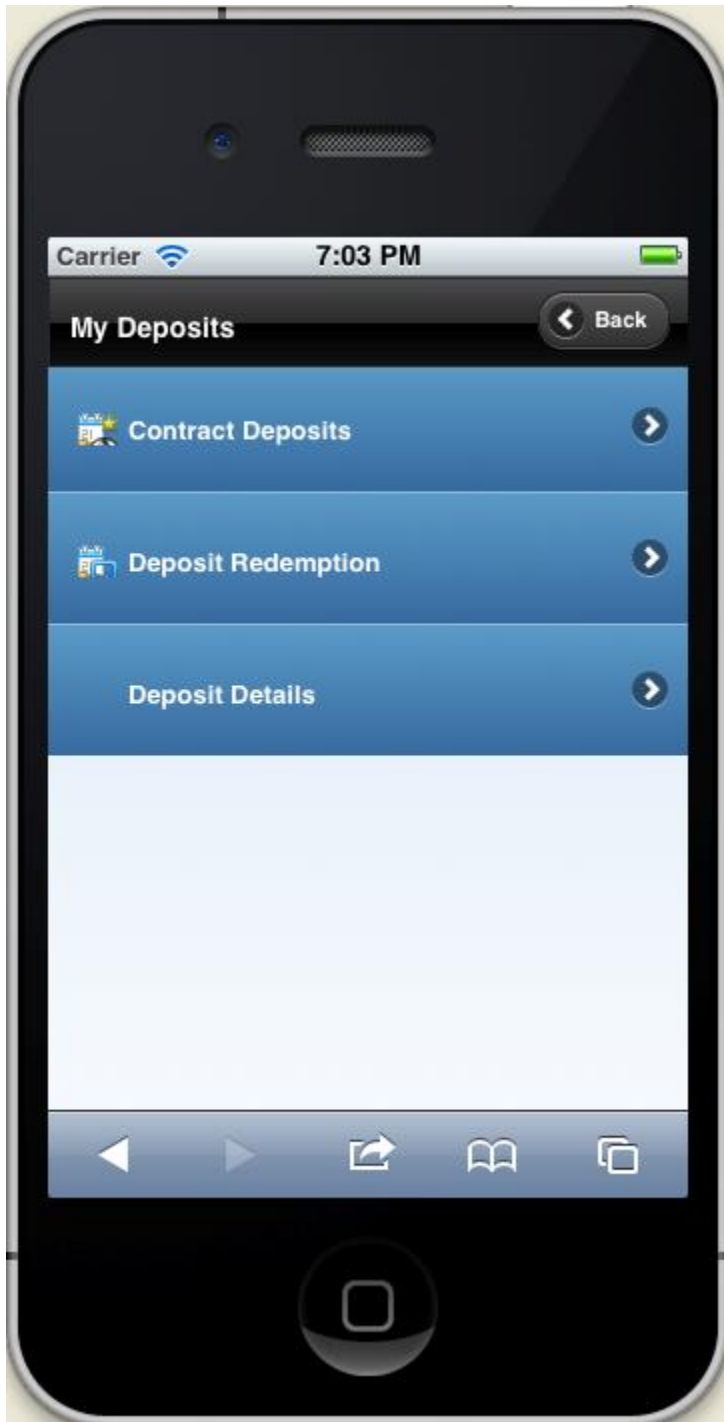 Carrier 7:03 PM
My Deposits Back
Contract Deposits
Deposit Redemption
Deposit Details